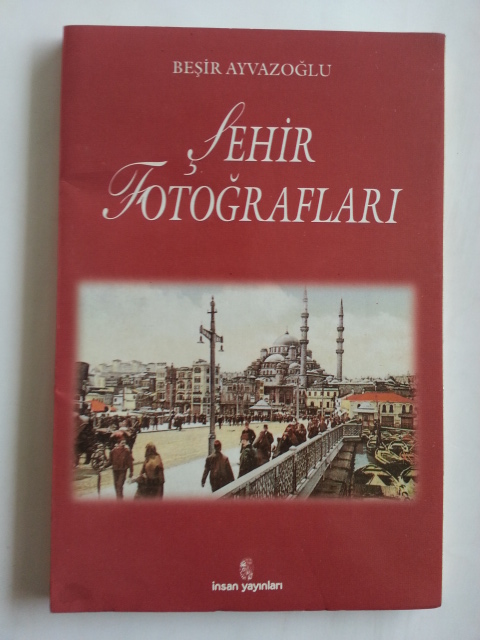 BEŞİR AYVAZOĞLU
ŞEHİR
FOTOĞRAFLARI
insan yayınları